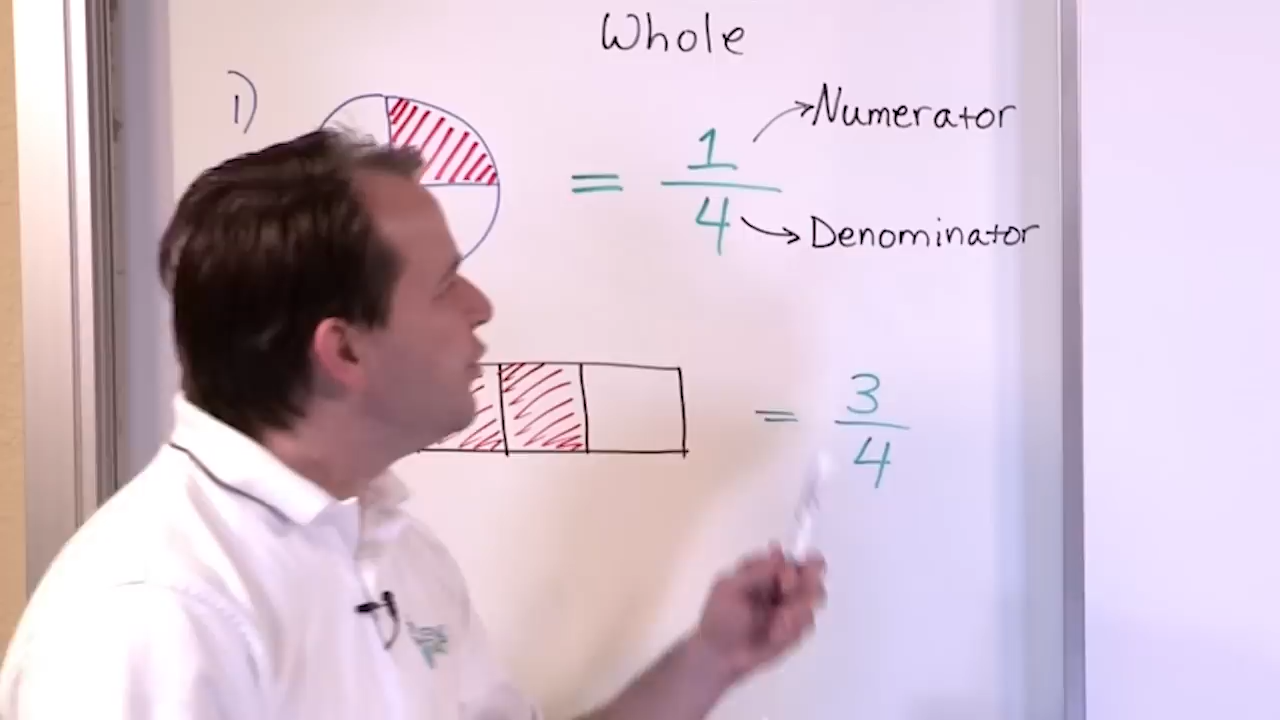 Whole
1)
= 1/4
Numerator
Denominator
= 3/4